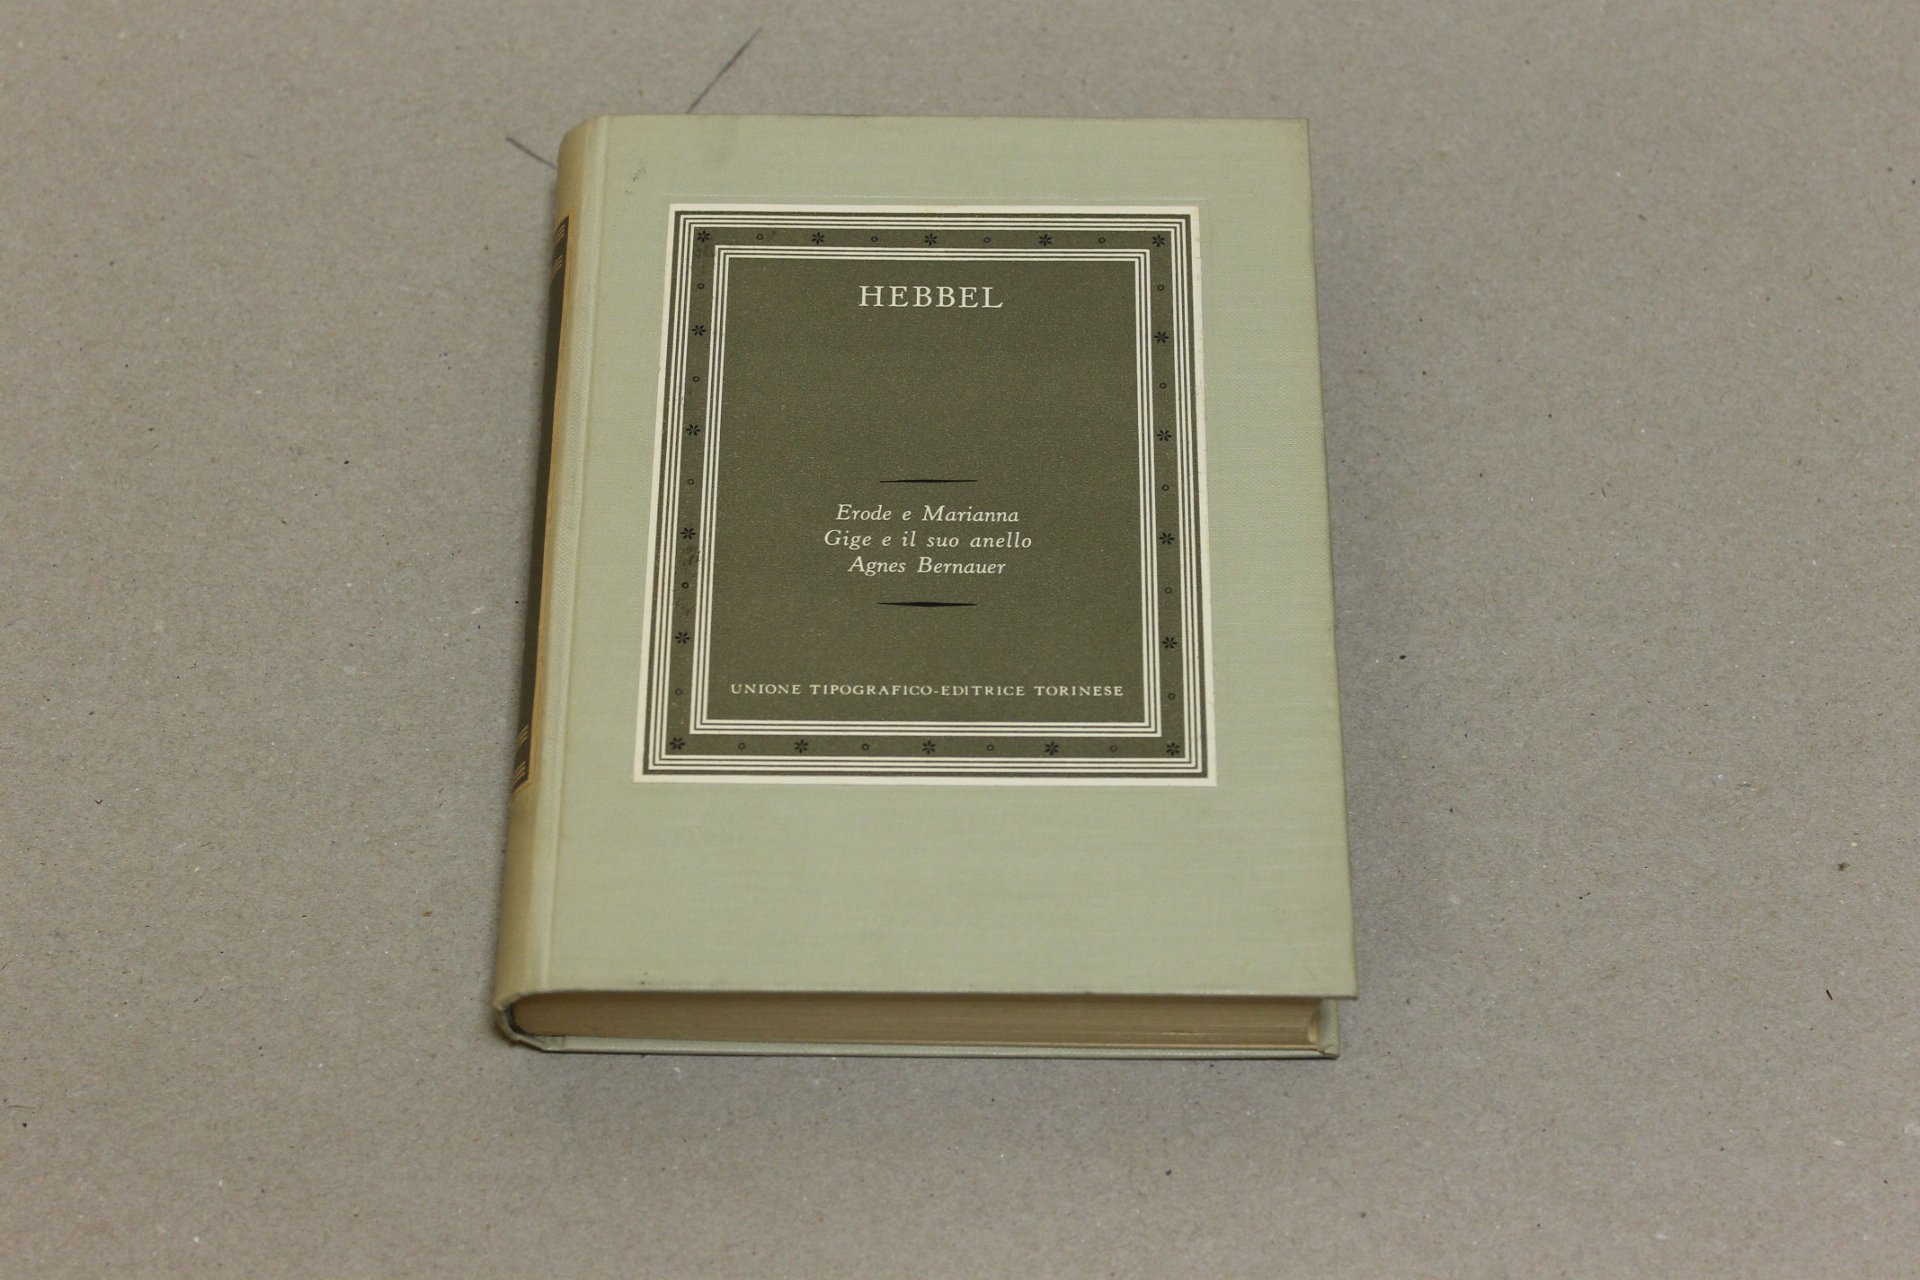 HEBBEL
Erode e Marianna
Gige e il suo anello
Agnes Bernauer
UNIONE TIPOGRAFICO-EDITRICE TORINESE